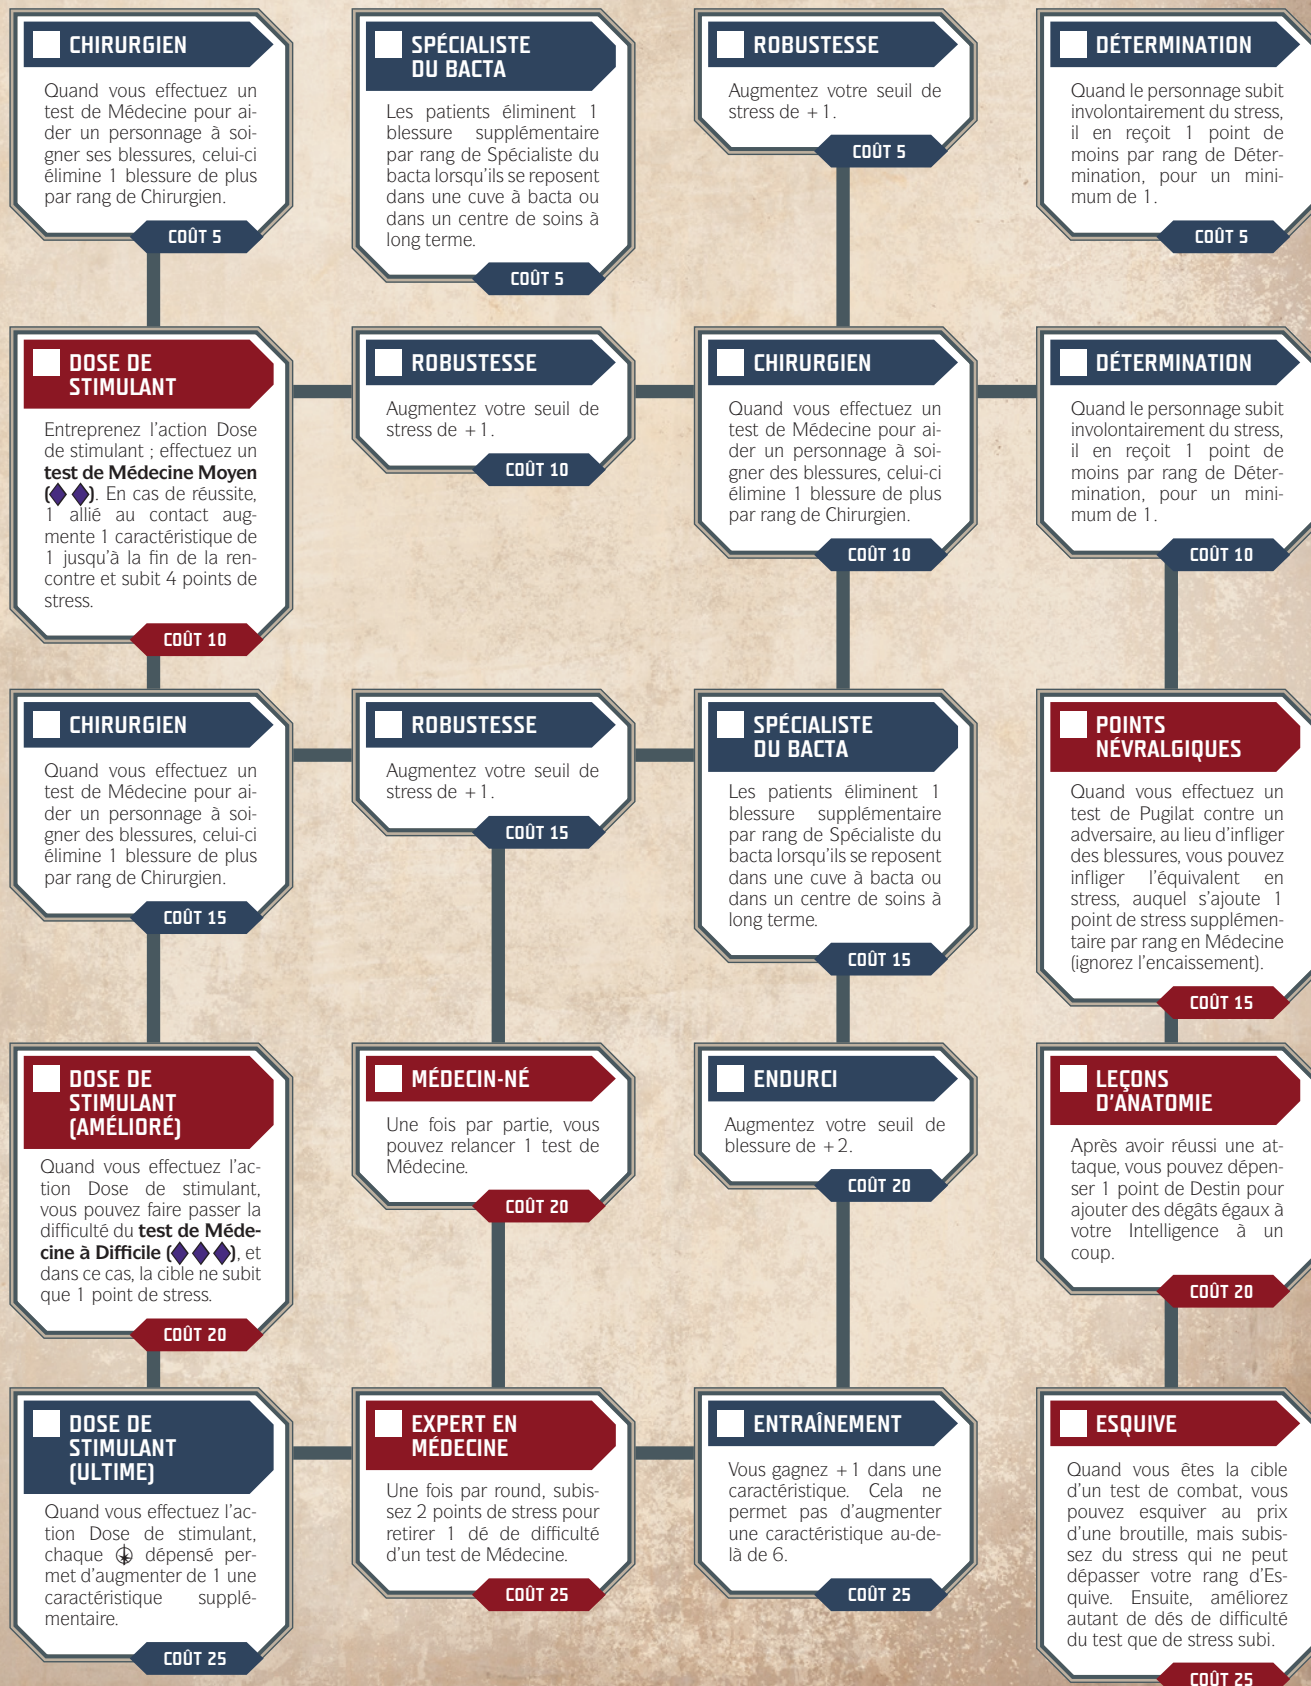 CHIRURGIEN
Quand vous effectuez un
test de Médecine pour ai-
der un personnage à soi-
gner ses blessures, celui-ci
élimine 1 blessure de plus
par rang de Chirurgien.
COÛT 5
SPÉCIALISTE
DU BACTA
Les patients éliminent 1
blessure supplémentaire
par rang de Spécialiste du
bacta lorsqu'ils se reposent
dans une cuve à bacta ou
dans un centre de soins à
long terme.
COÛT 5
ROBUSTESSE
Augmentez votre seuil de
stress de +1.
COÛT 5
DÉTERMINATION
Quand le personnage subit
involontairement du stress,
il en reçoit 1 point de
moins par rang de Déter-
mination, pour un mini-
mum de 1.
COÛT 5
DOSE DE
STIMULANT
Entreprenez l'action Dose
de stimulant ; effectuez un
test de Médecine Moyen
(◆ ◆). En cas de réussite,
1 allié au contact aug-
mente 1 caractéristique de
1 jusqu'à la fin de la ren-
contre et subit 4 points de
stress.
COÛT 10
ROBUSTESSE
Augmentez votre seuil de
stress de +1.
COÛT 10
CHIRURGIEN
Quand vous effectuez un
test de Médecine pour ai-
der un personnage à soi-
gner des blessures, celui-ci
élimine 1 blessure de plus
par rang de Chirurgien.
COÛT 10
DÉTERMINATION
Quand le personnage subit
involontairement du stress,
il en reçoit 1 point de
moins par rang de Déter-
mination, pour un mini-
mum de 1.
COÛT 10
CHIRURGIEN
Quand vous effectuez un
test de Médecine pour ai-
der un personnage à soi-
gner des blessures, celui-ci
élimine 1 blessure de plus
par rang de Chirurgien.
COÛT 15
ROBUSTESSE
Augmentez votre seuil de
stress de +1.
COÛT 15
SPÉCIALISTE
DU BACTA
Les patients éliminent 1
blessure supplémentaire
par rang de Spécialiste du
bacta lorsqu'ils se reposent
dans une cuve à bacta ou
dans un centre de soins à
long terme.
COÛT 15
POINTS
NÉVRALGIQUES
Quand vous effectuez un
test de Pugilat contre un
adversaire, au lieu d'infliger
des blessures, vous pouvez
infliger l'équivalent en
stress, auquel s'ajoute 1
point de stress supplémen-
taire par rang en Médecine
(ignorez l'encaissement).
COÛT 15
DOSE DE
STIMULANT
(AMÉLIORÉ)
Quand vous effectuez l'ac-
tion Dose de stimulant,
vous pouvez faire passer la
difficulté du test de Méde-
cine à Difficile (◆ ◆ ◆), et
dans ce cas, la cible ne subit
que 1 point de stress.
COÛT 20
MÉDECIN-NÉ
Une fois par partie, vous
pouvez relancer 1 test de
Médecine.
COÛT 20
ENDURCI
Augmentez votre seuil de
blessure de +2.
COÛT 20
LEÇONS
D'ANATOMIE
Après avoir réussi une at-
taque, vous pouvez dépen-
ser 1 point de Destin pour
ajouter des dégâts égaux à
votre Intelligence à un
coup.
COÛT 20
DOSE DE
STIMULANT
(ULTIME)
Quand vous effectuez l'ac-
tion Dose de stimulant,
chaque dépensé per-
met d'augmenter de 1 une
caractéristique supplé-
mentaire.
COÛT 25
EXPERT EN
MÉDECINE
Une fois par round, subis-
sez 2 points de stress pour
retirer 1 dé de difficulté
d'un test de Médecine.
COÛT 25
ENTRAÎNEMENT
Vous gagnez +1 dans une
caractéristique. Cela ne
permet pas d'augmenter
une caractéristique au-de-
là de 6.
COÛT 25
ESQUIVE
Quand vous êtes la cible
d'un test de combat, vous
pouvez esquiver au prix
d'une broutille, mais subis-
sez du stress qui ne peut
dépasser votre rang d'Es-
quive. Ensuite, améliorez
autant de dés de difficulté
du test que de stress subi.
COÛT 25